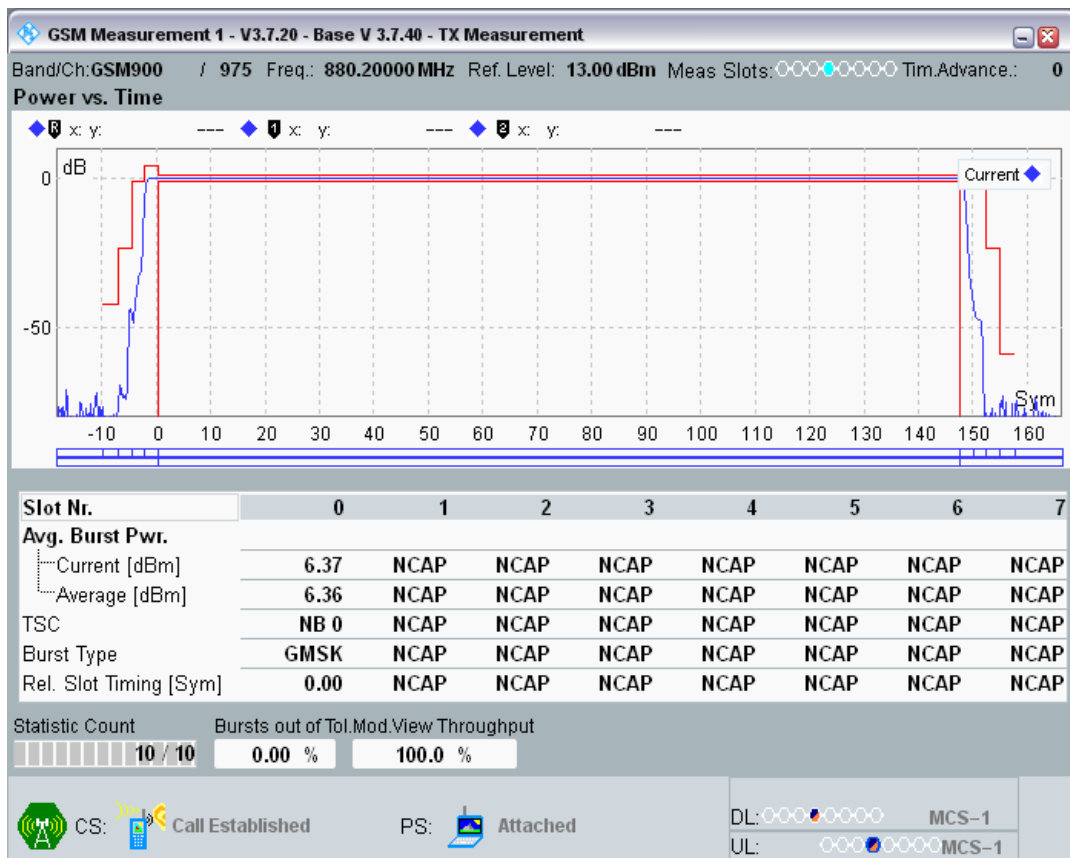 GSM Measurement 1 - V3.7.20 - Base V 3.7.40 - TX Measurement
Band/Ch:GSM900 / 975 Freq.: 880.20000 MHz Ref. Level: 13.00 dBm Meas Slots: Tim.Advance.: 0
Power vs. Time
R x: y: --- 1 x: y: --- 2 x: y: ---
dB
0
Current
-50
Sym
-10 0 10 20 30 40 50 60 70 80 90 100 110 120 130 140 150 160
Slot Nr. 0 1 2 3 4 5 6 7
Avg. Burst Pwr.
Current [dBm] 6.37 NCAP NCAP NCAP NCAP NCAP NCAP NCAP
Average [dBm] 6.36 NCAP NCAP NCAP NCAP NCAP NCAP NCAP
TSC NB 0 NCAP NCAP NCAP NCAP NCAP NCAP NCAP
Burst Type GMSK NCAP NCAP NCAP NCAP NCAP NCAP NCAP
Rel. Slot Timing [Sym] 0.00 NCAP NCAP NCAP NCAP NCAP NCAP NCAP
Statistic Count Bursts out of Tol.Mod.View Throughput
10 / 10 0.00 % 100.0 %
CS: Call Established PS: Attached
DL: MCS-1
UL: MCS-1